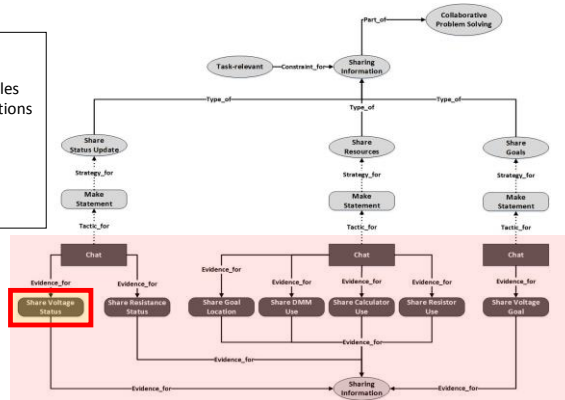 Collaborative
Problem Solving
Part_of
Task-relevant
Constraint_for
Sharing
Information
les
tions
Type_of
Type_of
Type_of
Share
Status Update
Share
Resources
Share
Goals
Strategy_for
Strategy_for
Strategy_for
Make
Statement
Make
Statement
Make
Statement
Tactic_for
Tactic_for
Tactic_for
Chat
Chat
Chat
Evidence_for
Evidence_for
Evidence_for
Evidence_for
Evidence_for
Evidence_for
Evidence_for
Share Voltage
Status
Share Resistance
Status
Share Goal
Location
Share DMM
Use
Share Calculator
Use
Share Resistor
Use
Share Voltage
Goal
Evidence_for
Evidence_for
Evidence_for
Evidence_for
Sharing
Information